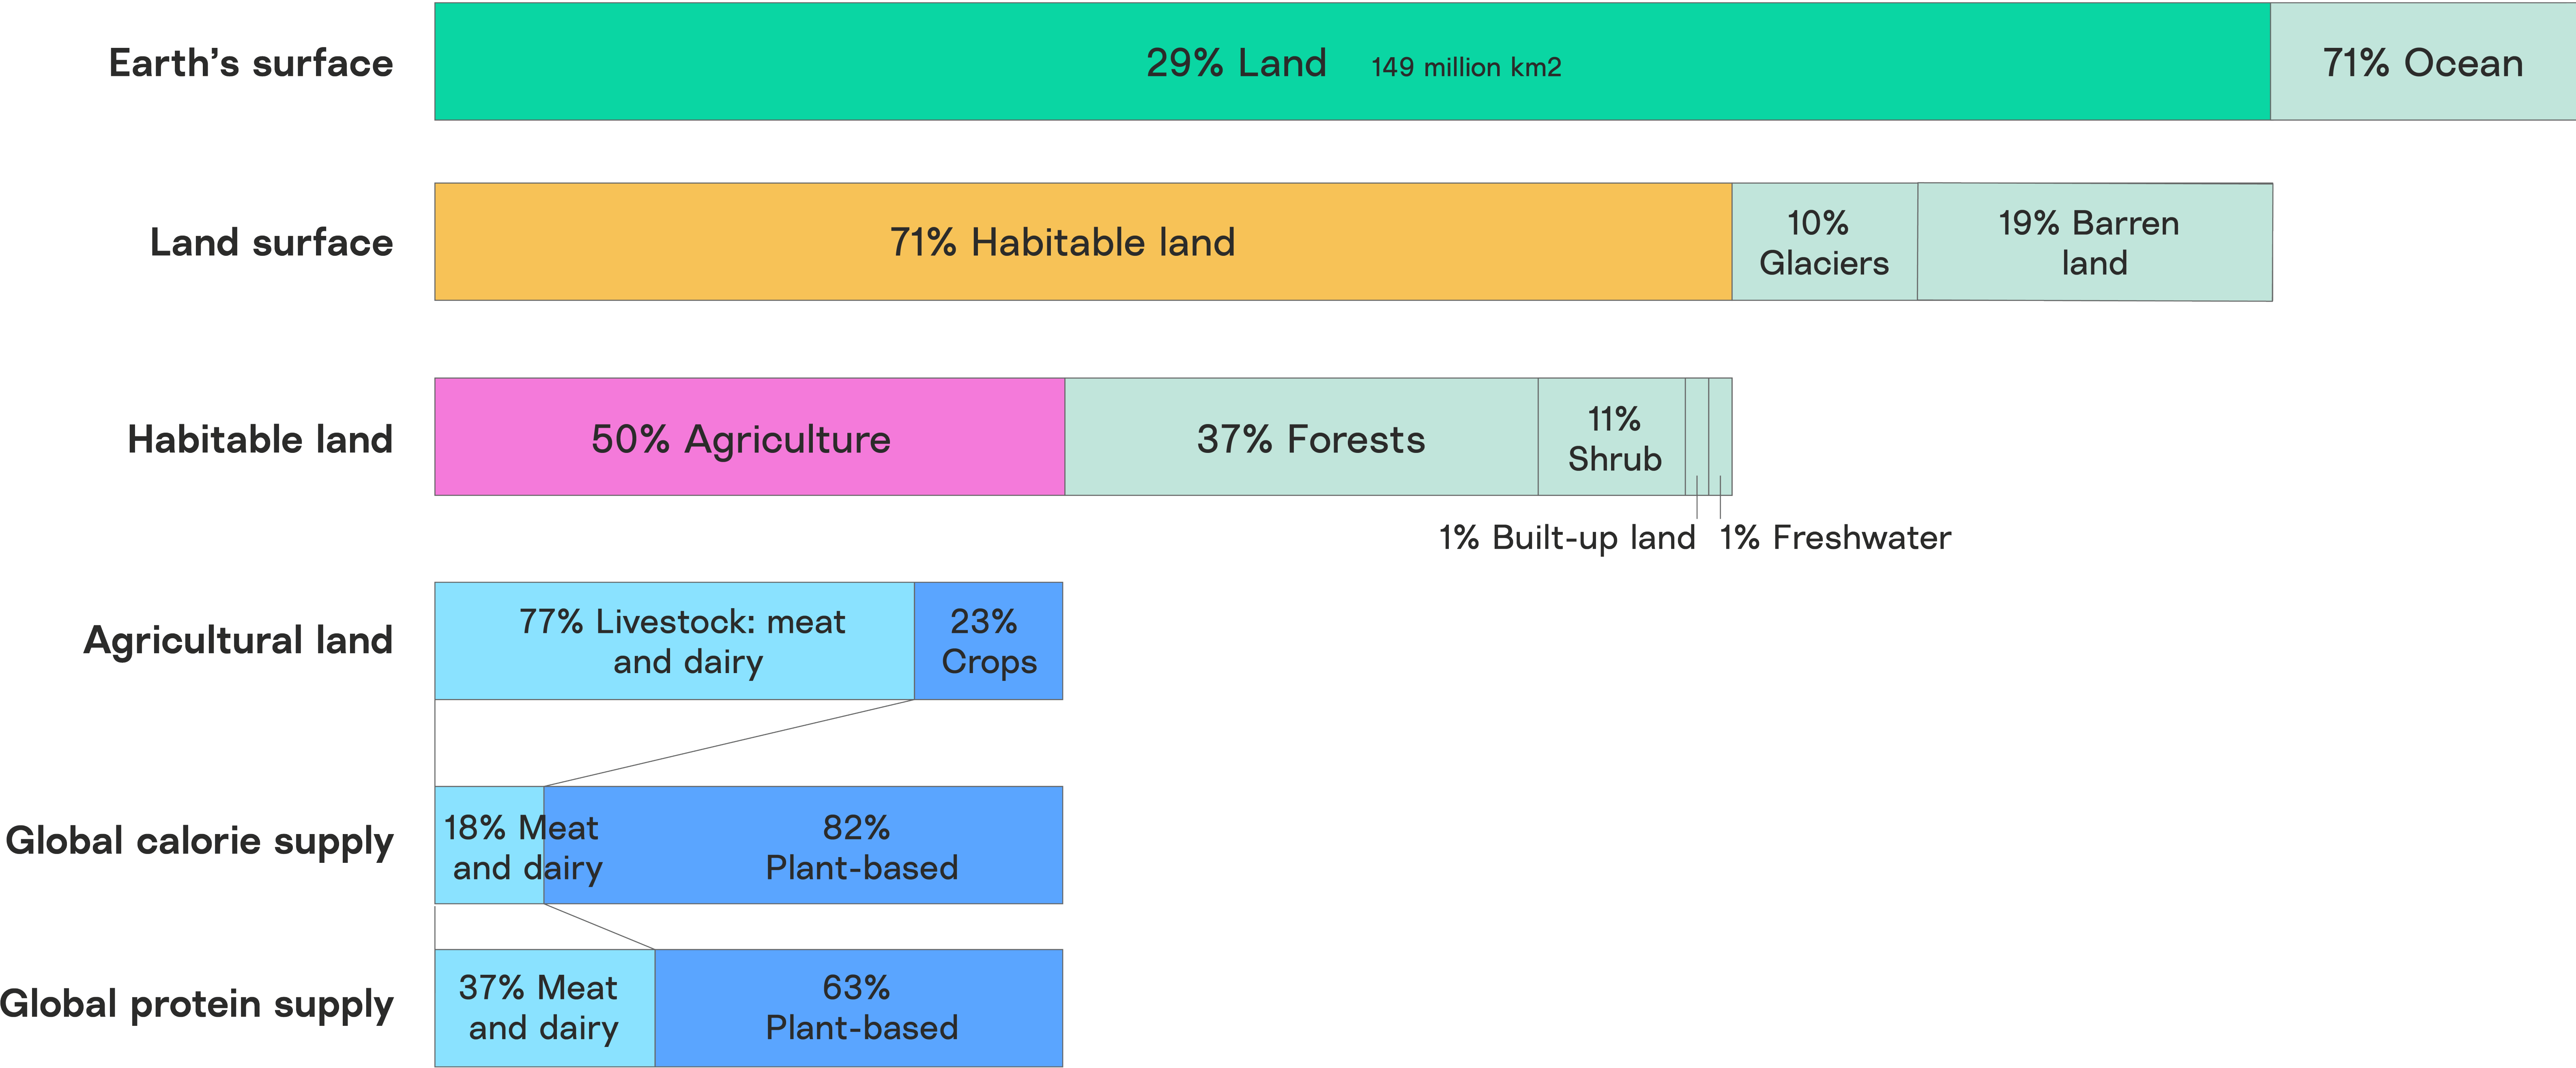 Earth’s surface
29% Land 149 million km2
71% Ocean
Land surface
71% Habitable land
10%
Glaciers
19% Barren
land
Habitable land
50% Agriculture
37% Forests
11%
Shrub
1% Built-up land
1% Freshwater
Agricultural land
77% Livestock: meat
and dairy
23%
Crops
Global calorie supply
18% Meat
and dairy
82%
Plant-based
Global protein supply
37% Meat
and dairy
63%
Plant-based